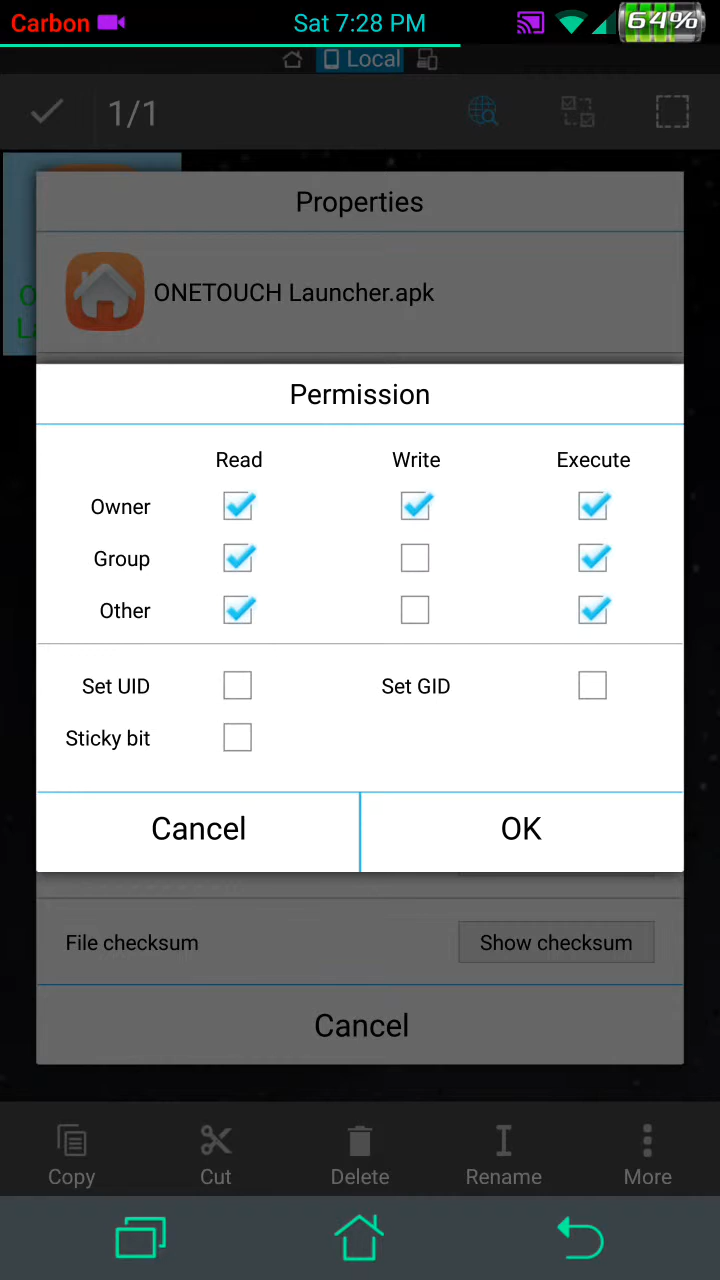 Carbon Sat 7:28 PM 64%
Local
1/1
Properties
O
L
ONETOUCH Launcher.apk
Permission
Read Write Execute
Owner
Group
Other
Set UID Set GID
Sticky bit
Cancel OK
File checksum Show checksum
Cancel
Copy Cut Delete Rename More